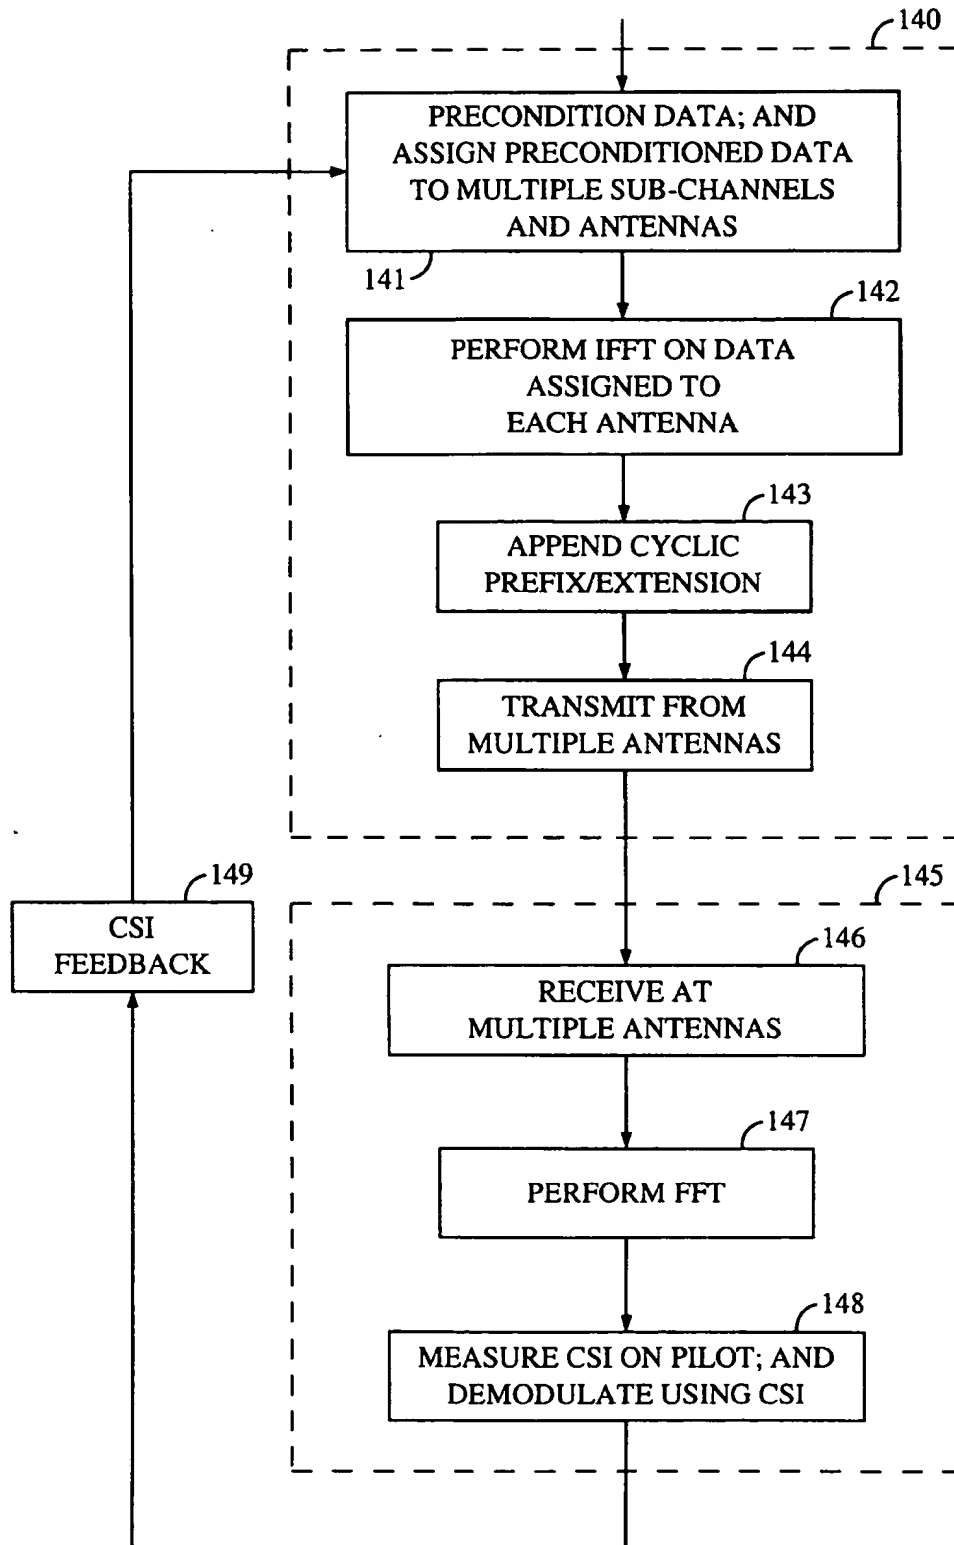 140
PRECONDITION DATA; AND
ASSIGN PRECONDITIONED DATA
TO MULTIPLE SUB-CHANNELS
AND ANTENNAS
141
142
PERFORM IFFT ON DATA
ASSIGNED TO
EACH ANTENNA
143
APPEND CYCLIC
PREFIX/EXTENSION
144
TRANSMIT FROM
MULTIPLE ANTENNAS
149
CSI
FEEDBACK
145
146
RECEIVE AT
MULTIPLE ANTENNAS
147
PERFORM FFT
148
MEASURE CSI ON PILOT; AND
DEMODULATE USING CSI